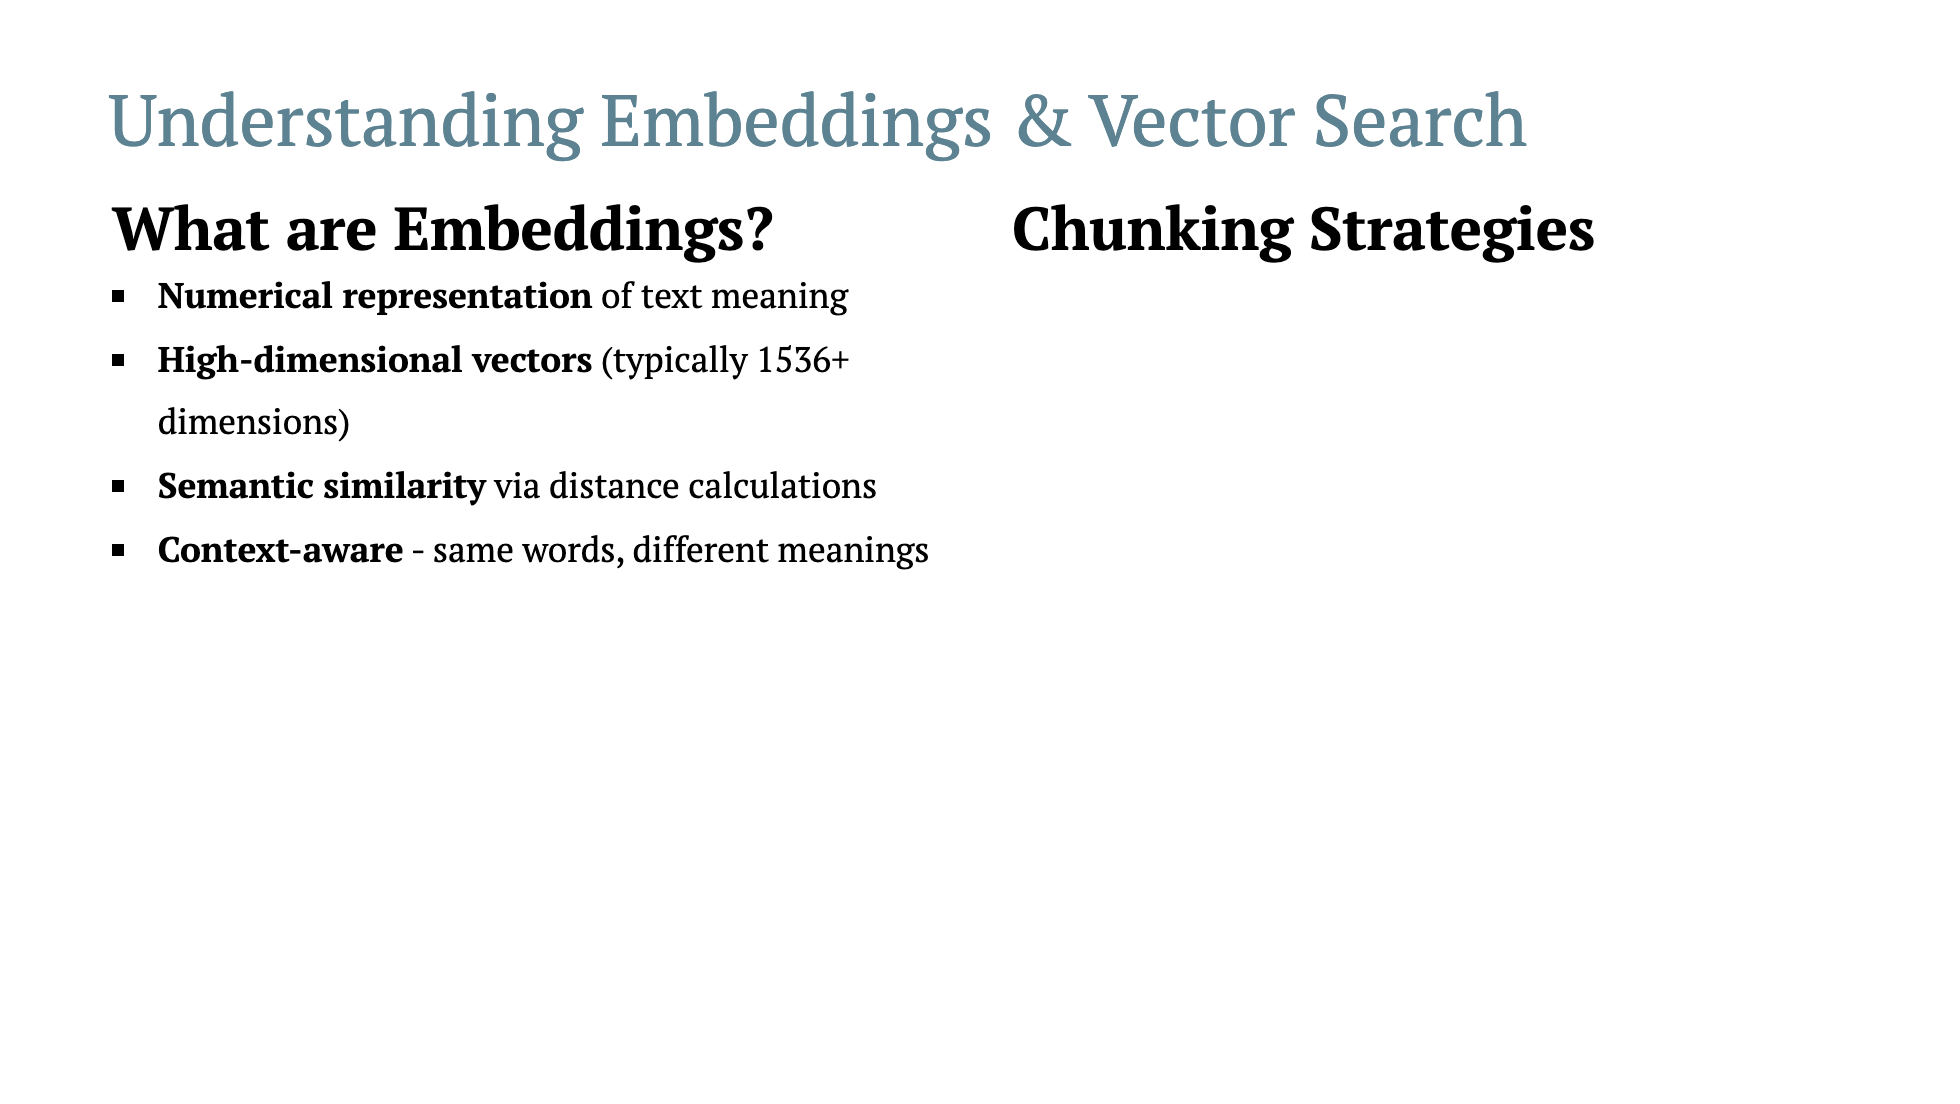 Understanding Embeddings & Vector Search
What are Embeddings?
▪ Numerical representation of text meaning
▪ High-dimensional vectors (typically 1536+
dimensions)
▪ Semantic similarity via distance calculations
▪ Context-aware - same words, different meanings
Chunking Strategies